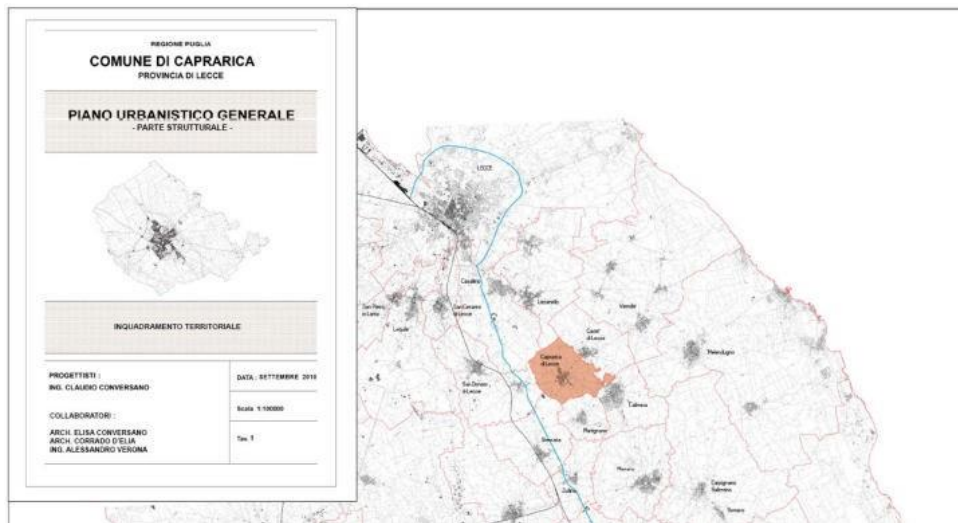 REGIONE PUGLIA
COMUNE DI CAPRARICA
PROVINCIA DI LECCE
PIANO URBANISTICO GENERALE
- PARTE STRUTTURALE -
INQUADRAMENTO TERRITORIALE
PROGETTISTI :
ING. CLAUDIO CONVERSANO
COLLABORATORI :
ARCH. ELISA CONVERSANO
ARCH. CORRADO D'ELIA
ING. ALESSANDRO VERONA
DATA : SETTEMBRE 2016
Scala 1:100000
Tav. 1
LECCE
Cavallino
San Pietro
in Lama
San Cesario
di Lecce
Lizzanello
Lequile
Vernole
Castri
di Lecce
Melendugno
Caprarica
di Lecce
San Donato
di Lecce
Calimera
Martignano
Sternatia
Martano
Zollino
Carpignano
Salentino